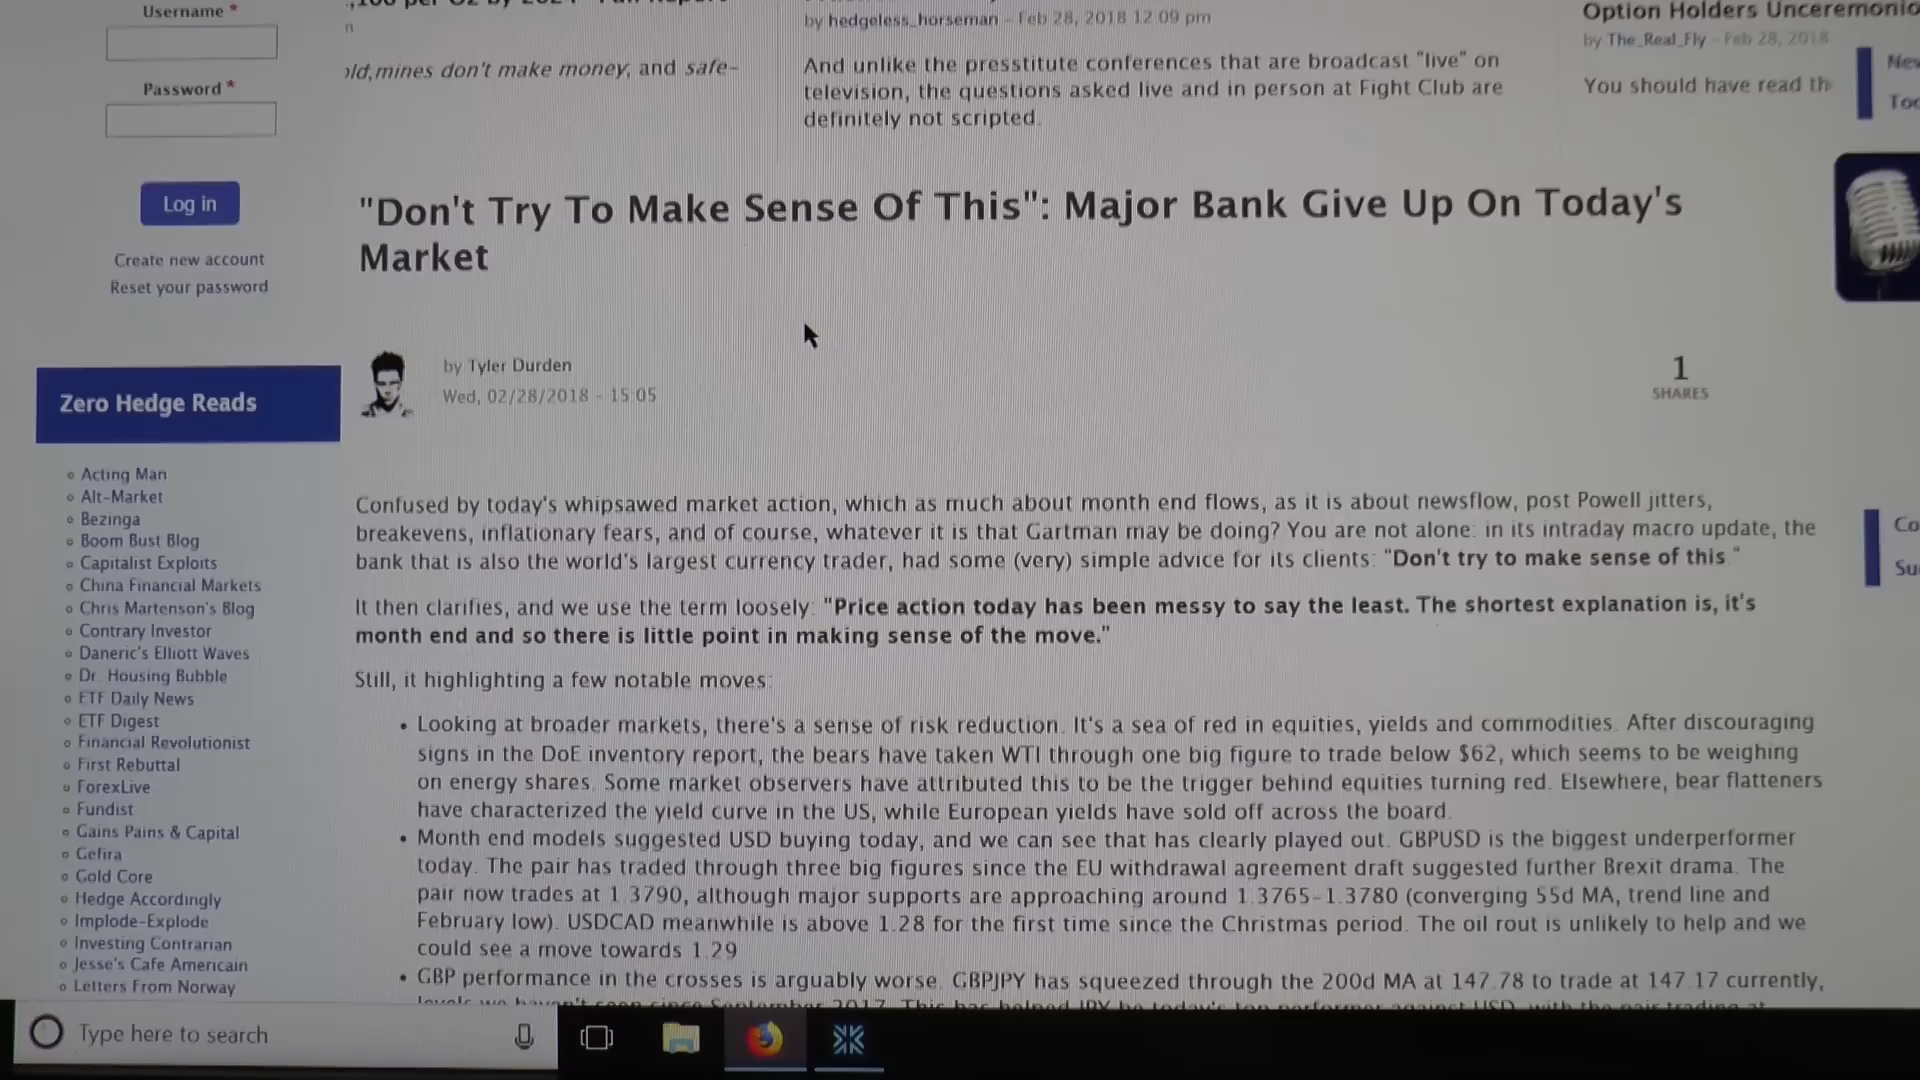 Username *
Password *
Log in
Create new account
Reset your password
Zero Hedge Reads
Acting Man
Alt-Market
Bezinga
Boom Bust Blog
Capitalist Exploits
China Financial Markets
Chris Martenson's Blog
Contrary Investor
Daneric's Elliott Waves
Dr. Housing Bubble
ETF Daily News
ETF Digest
Financial Revolutionist
First Rebuttal
ForexLive
Fundist
Gains Pains & Capital
Gefira
Gold Core
Hedge Accordingly
Implode-Explode
Investing Contrarian
Jesse's Cafe Americain
Letters From Norway
mines don't make money, and safe-
by hedgeless_horseman - Feb 28, 2018 12:09 pm
And unlike the presstitute conferences that are broadcast "live" on
television, the questions asked live and in person at Fight Club are
definitely not scripted.
Option Holders
by The_Real_Fly - Feb 28, 2018
You should have read
"Don't Try To Make Sense Of This": Major Bank Give Up On Today's
Market
by Tyler Durden
Wed, 02/28/2018 - 15:05
1
SHARES
Confused by today's whipsawed market action, which as much about month end flows, as it is about newsflow, post Powell jitters,
breakevens, inflationary fears, and of course, whatever it is that Gartman may be doing? You are not alone: in its intraday macro update, the
bank that is also the world's largest currency trader, had some (very) simple advice for its clients: "Don't try to make sense of this."
It then clarifies, and we use the term loosely: "Price action today has been messy to say the least. The shortest explanation is, it's
month end and so there is little point in making sense of the move."
Still, it highlighting a few notable moves:
• Looking at broader markets, there's a sense of risk reduction. It's a sea of red in equities, yields and commodities. After discouraging
signs in the DoE inventory report, the bears have taken WTI through one big figure to trade below $62, which seems to be weighing
on energy shares. Some market observers have attributed this to be the trigger behind equities turning red. Elsewhere, bear flatteners
have characterized the yield curve in the US, while European yields have sold off across the board.
• Month end models suggested USD buying today, and we can see that has clearly played out. GBPUSD is the biggest underperformer
today. The pair has traded through three big figures since the EU withdrawal agreement draft suggested further Brexit drama. The
pair now trades at 1.3790, although major supports are approaching around 1.3765-1.3780 (converging 55d MA, trend line and
February low). USDCAD meanwhile is above 1.28 for the first time since the Christmas period. The oil rout is unlikely to help and we
could see a move towards 1.29
• GBP performance in the crosses is arguably worse. GBPJPY has squeezed through the 200d MA at 147.78 to trade at 147.17 currently,
Type here to search